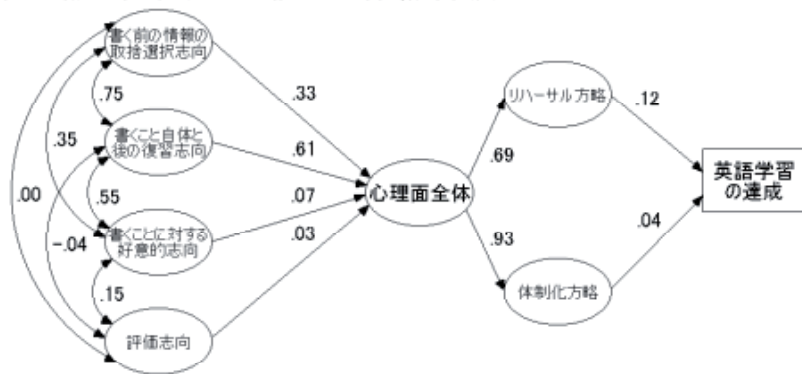 書く前の情報の
取捨選択志向
.75
.33
書くこと自体と
後の復習志向
.35
.61
.00
.55
-.04
.07
書くことに対する
好意的志向
.15
.03
評価志向
心理面全体
リハーサル方略
.69
.12
.93
.04
体制化方略
英語学習
の達成